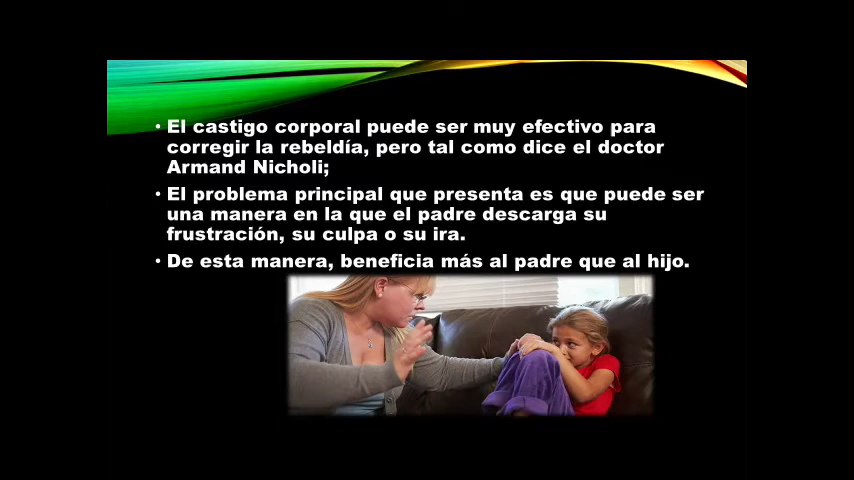 • El castigo corporal puede ser muy efectivo para
corregir la rebeldía, pero tal como dice el doctor
Armand Nicholi;
• El problema principal que presenta es que puede ser
una manera en la que el padre descarga su
frustración, su culpa o su ira.
• De esta manera, beneficia más al padre que al hijo.